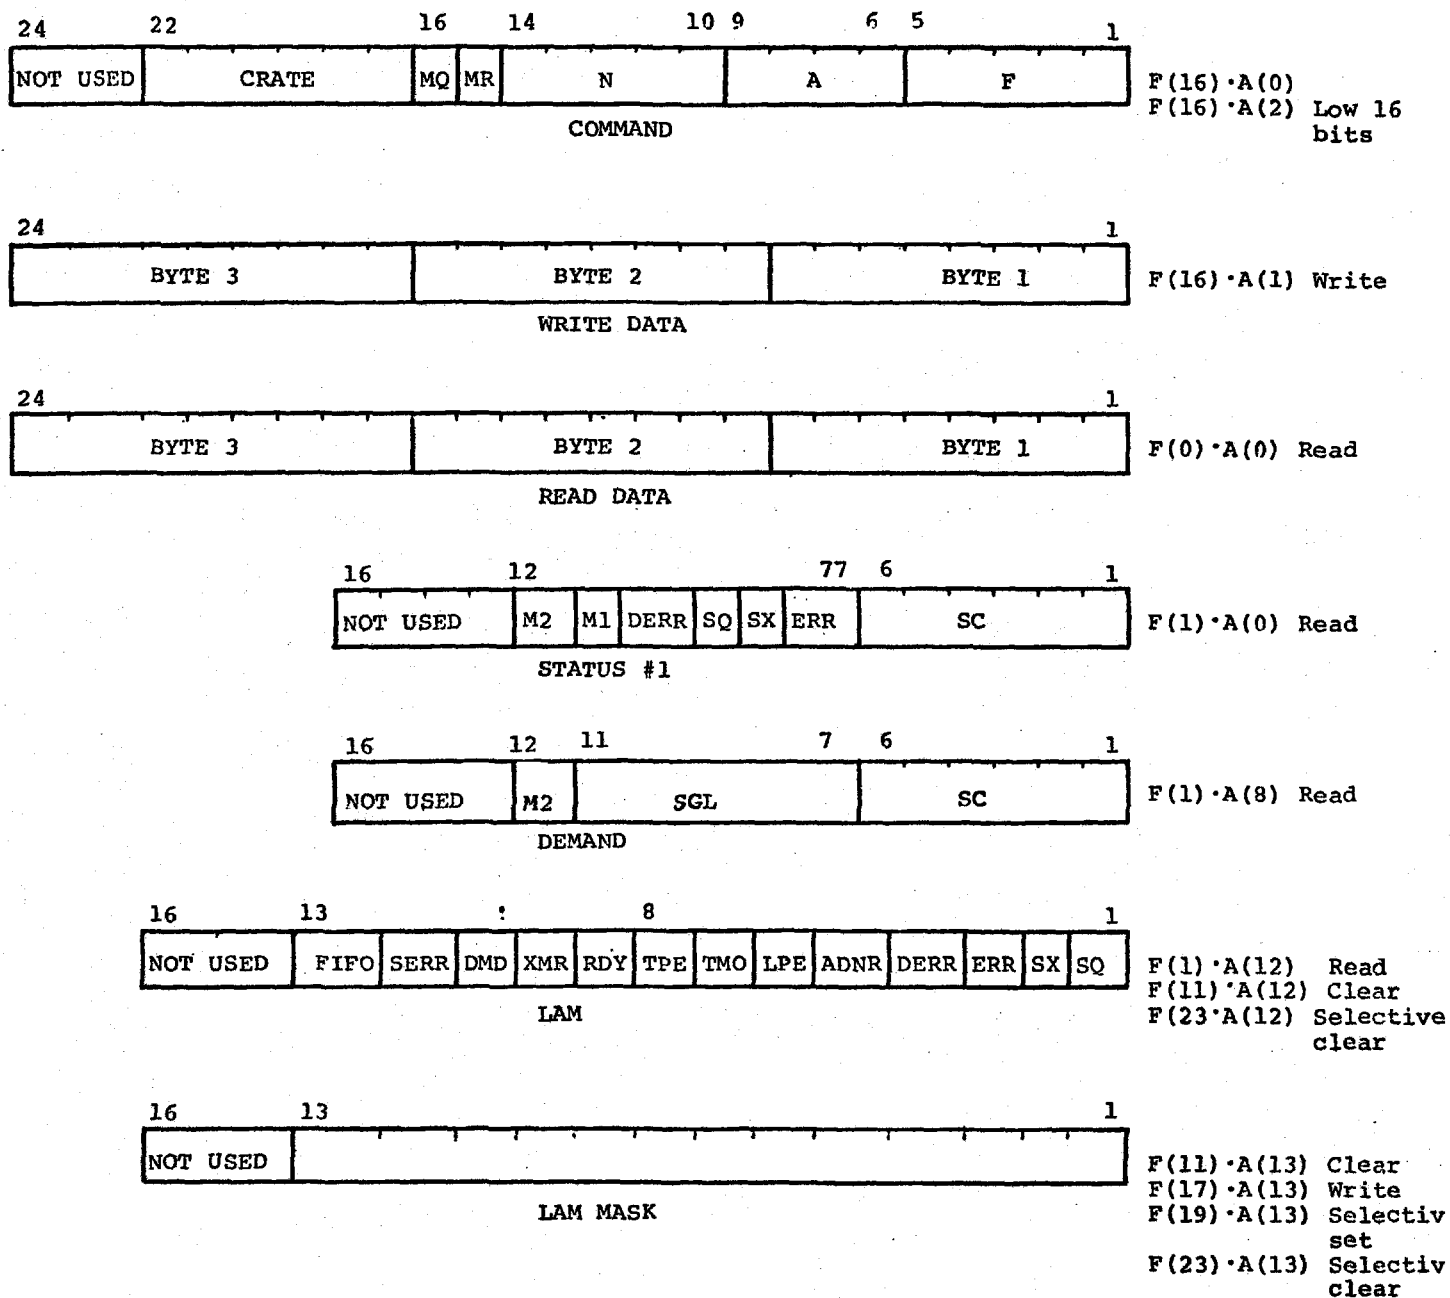 24 22 16 14 10 9 6 5 1
NOT USED CRATE MQ MR N A F F(16)·A(0)
F(16)·A(2) Low 16
bits
COMMAND
24 1
BYTE 3 BYTE 2 BYTE 1 F(16)·A(1) Write
WRITE DATA
24 1
BYTE 3 BYTE 2 BYTE 1 F(0)·A(0) Read
READ DATA
16 12 77 6 1
NOT USED M2 M1 DERR SQ SX ERR SC F(1)·A(0) Read
STATUS #1
16 12 11 7 6 1
NOT USED M2 SGL SC F(1)·A(8) Read
DEMAND
16 13 8 1
NOT USED FIFO SERR DMD XMR RDY TPE TMO LPE ADNR DERR ERR SX SQ F(1)·A(12) Read
F(11)·A(12) Clear
LAM F(23·A(12) Selective
clear
16 13 1
NOT USED F(11)·A(13) Clear
F(17)·A(13) Write
LAM MASK F(19)·A(13) Selectiv
set
F(23)·A(13) Selectiv
clear